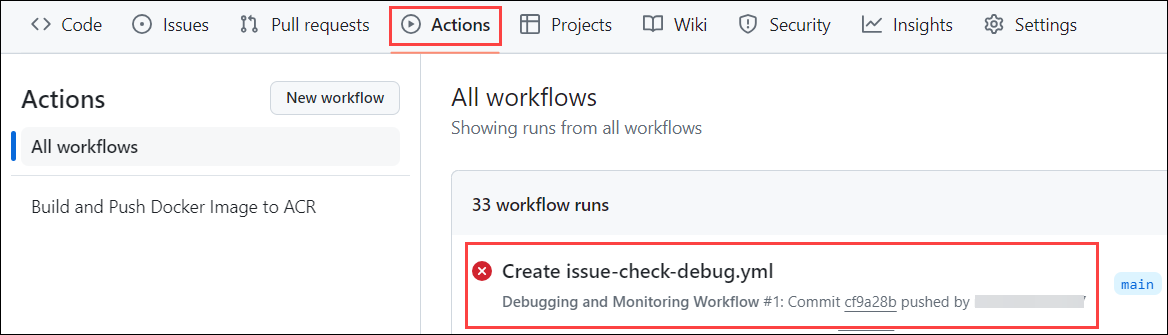 Code Issues Pull requests Actions Projects Wiki Security Insights Settings
Actions New workflow
All workflows
Build and Push Docker Image to ACR
All workflows
Showing runs from all workflows
33 workflow runs
Create issue-check-debug.yml
Debugging and Monitoring Workflow #1: Commit cf9a28b pushed by
main